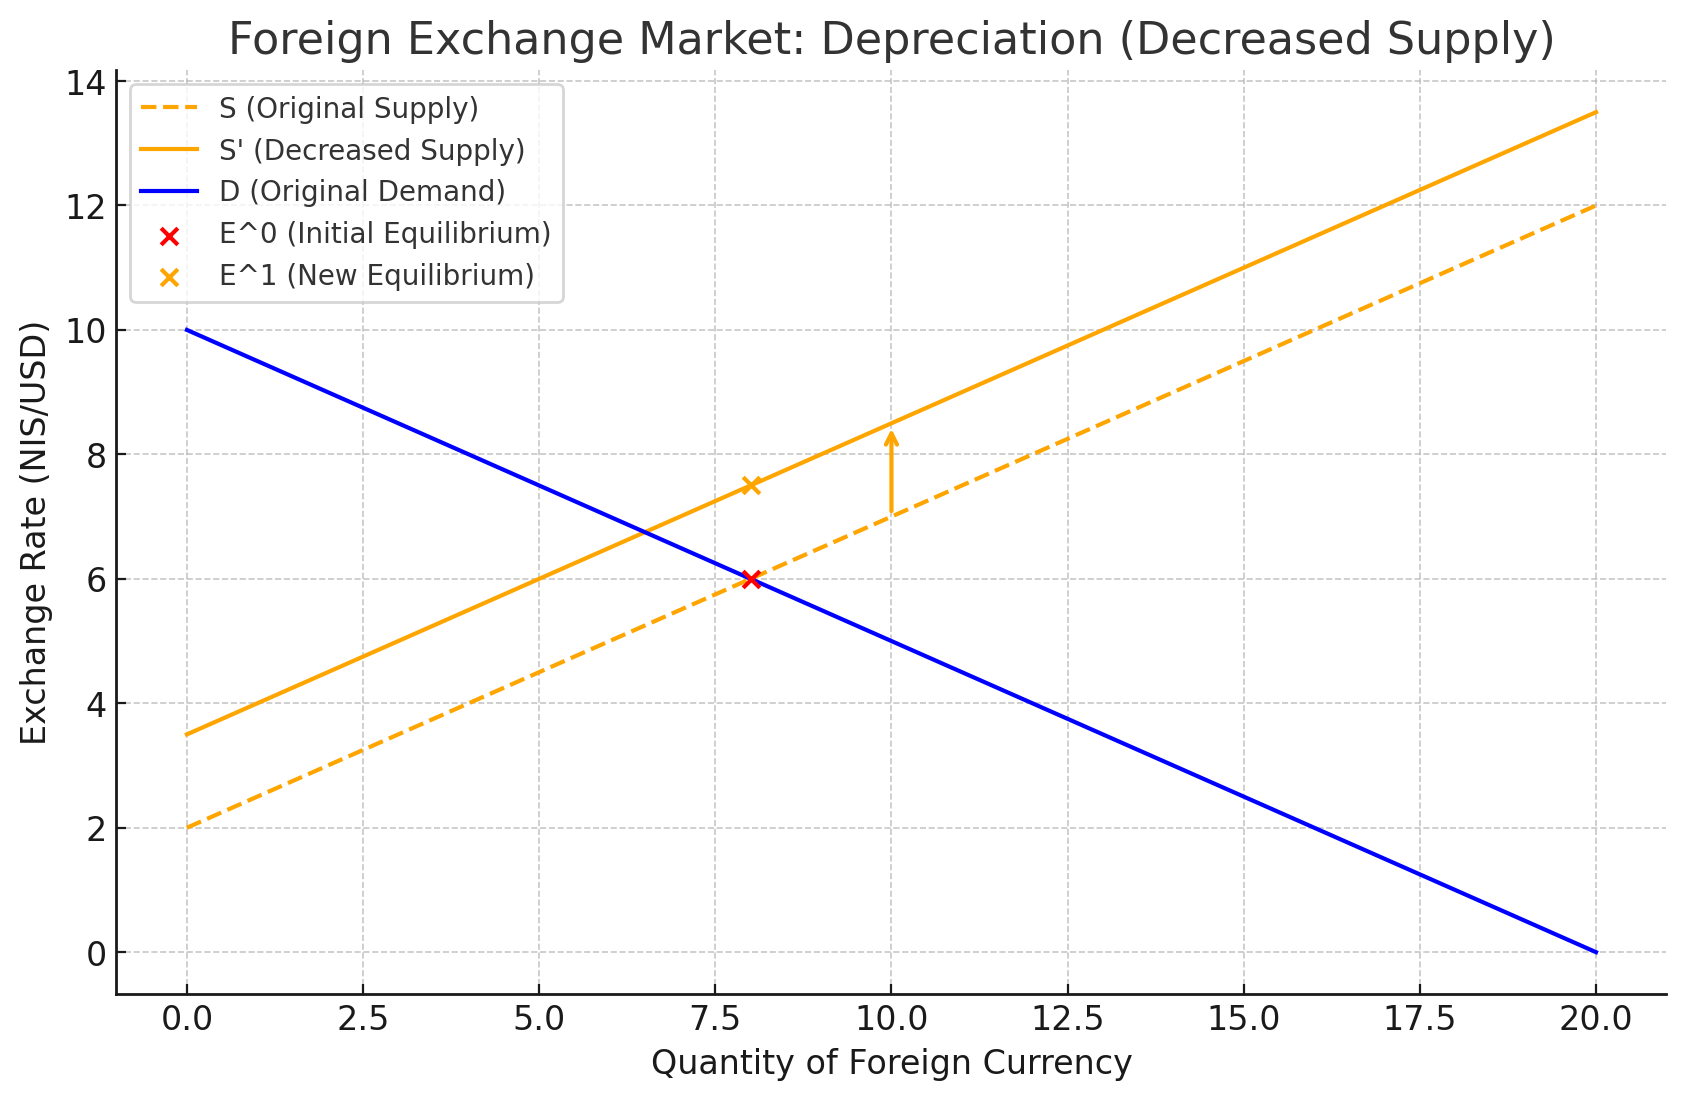 Foreign Exchange Market: Depreciation (Decreased Supply)
14
12
10
8
6
4
2
0
Exchange Rate (NIS/USD)
S (Original Supply)
S' (Decreased Supply)
D (Original Demand)
E^0 (Initial Equilibrium)
E^1 (New Equilibrium)
0.0 2.5 5.0 7.5 10.0 12.5 15.0 17.5 20.0
Quantity of Foreign Currency